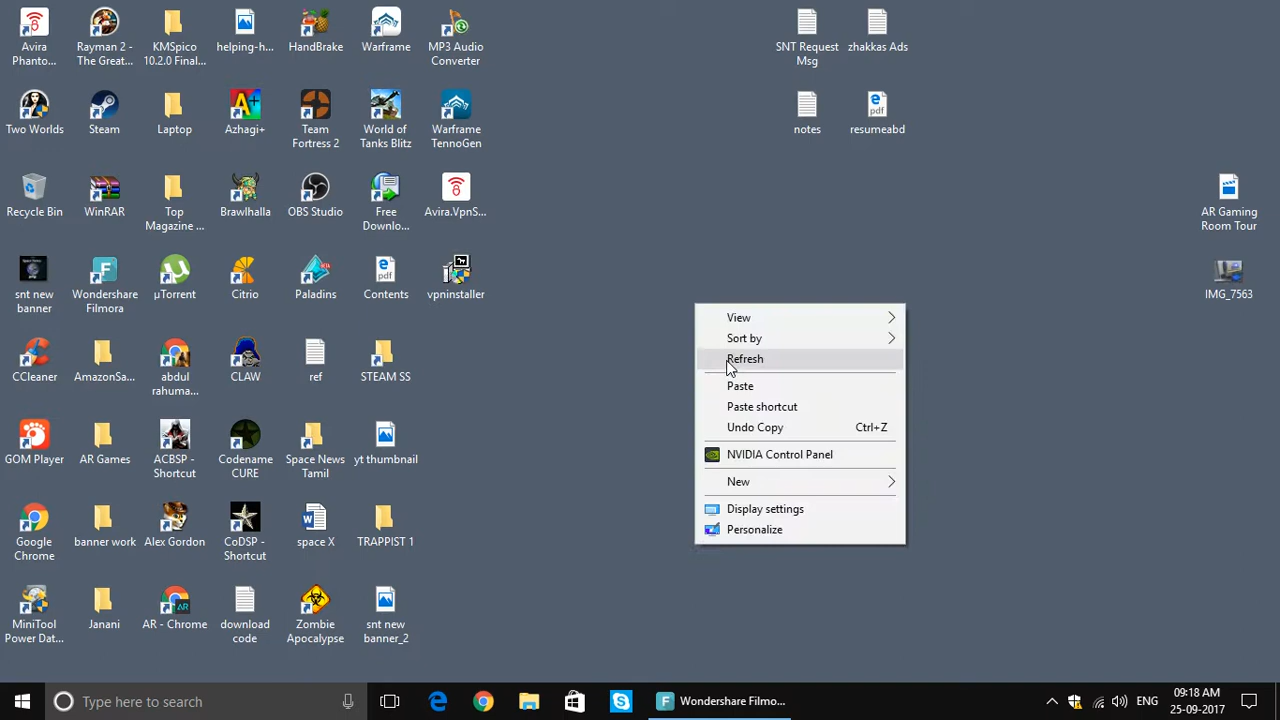 Avira
Phanto...
Rayman 2 -
The Great...
KMSpico
10.2.0 Final...
helping-h...
HandBrake
Warframe
MP3 Audio
Converter
SNT Request
Msg
zhakkas Ads
Two Worlds
Steam
Laptop
Azhagi+
Team
Fortress 2
World of
Tanks Blitz
Warframe
TennoGen
notes
resumeabd
Recycle Bin
WinRAR
Top
Magazine ...
Brawlhalla
OBS Studio
Free
Downlo...
Avira.VpnS...
AR Gaming
Room Tour
snt new
banner
Wondershare
Filmora
µTorrent
Citrio
Paladins
Contents
vpninstaller
IMG_7563
CCleaner
AmazonSa...
abdul
rahuma...
CLAW
ref
STEAM SS
GOM Player
AR Games
ACBSP -
Shortcut
Codename
CURE
Space News
Tamil
yt thumbnail
Google
Chrome
banner work
Alex Gordon
CoDSP -
Shortcut
space X
TRAPPIST 1
MiniTool
Power Dat...
Janani
AR - Chrome
download
code
Zombie
Apocalypse
snt new
banner_2
View
Sort by
Refresh
Paste
Paste shortcut
Undo Copy Ctrl+Z
NVIDIA Control Panel
New
Display settings
Personalize
Type here to search
Wondershare Filmo...
ENG
09:18 AM
25-09-2017